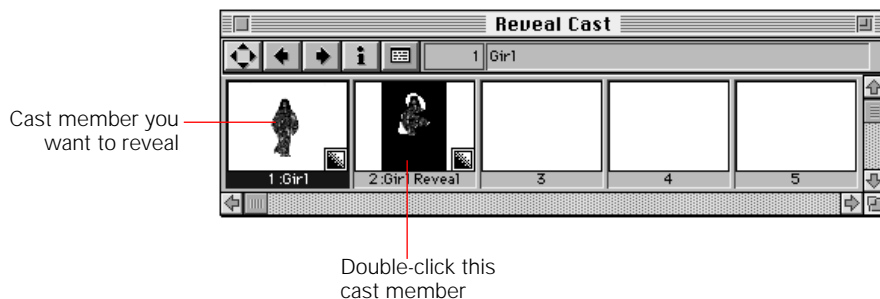 Reveal Cast
1 Girl
Cast member you
want to reveal
1:Girl
2:Girl Reveal
3
4
5
Double-click this
cast member